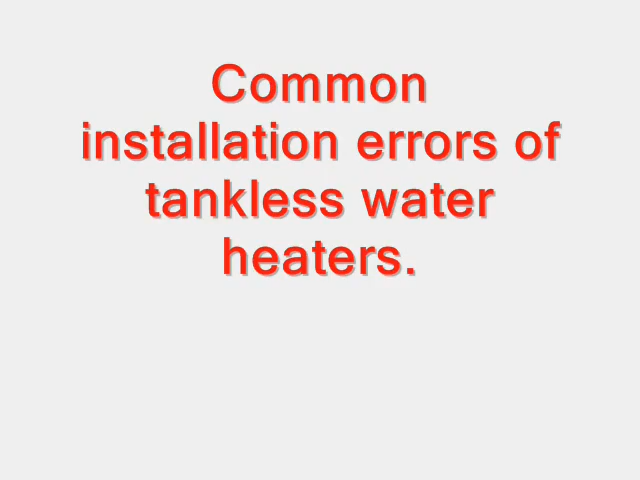 Common
installation errors of
tankless water
heaters.